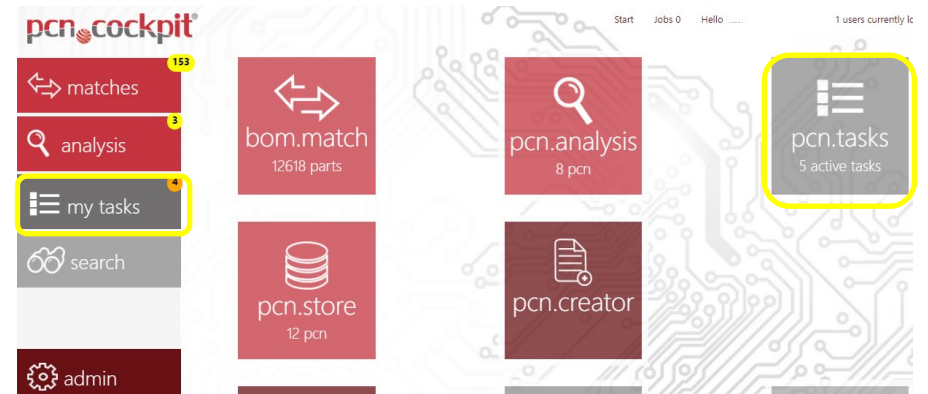 pcn.cockpit®
Start Jobs 0 Hello ...... 1 users currently lo
153
matches
3
analysis
4
my tasks
search
admin
bom.match
12618 parts
pcn.analysis
8 pcn
pcn.tasks
5 active tasks
pcn.store
12 pcn
pcn.creator